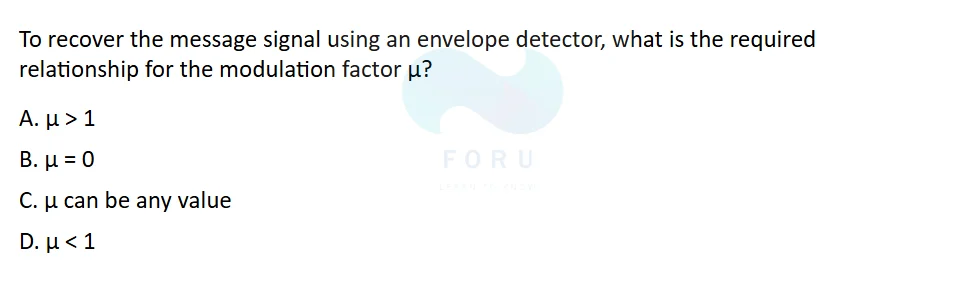 To recover the message signal using an envelope detector, what is the required
relationship for the modulation factor μ?
A. μ > 1
B. μ = 0
FORU
C. μ can be any value
D. μ < 1